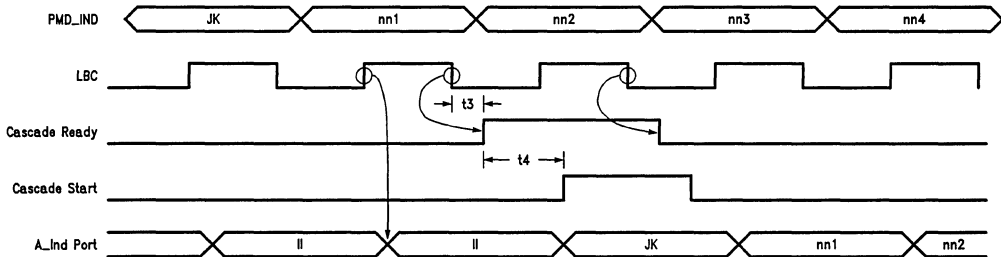 PMD_IND JK nn1 nn2 nn3 nn4
LBC
t3
Cascade Ready
t4
Cascade Start
A_Ind Port II II JK nn1 nn2